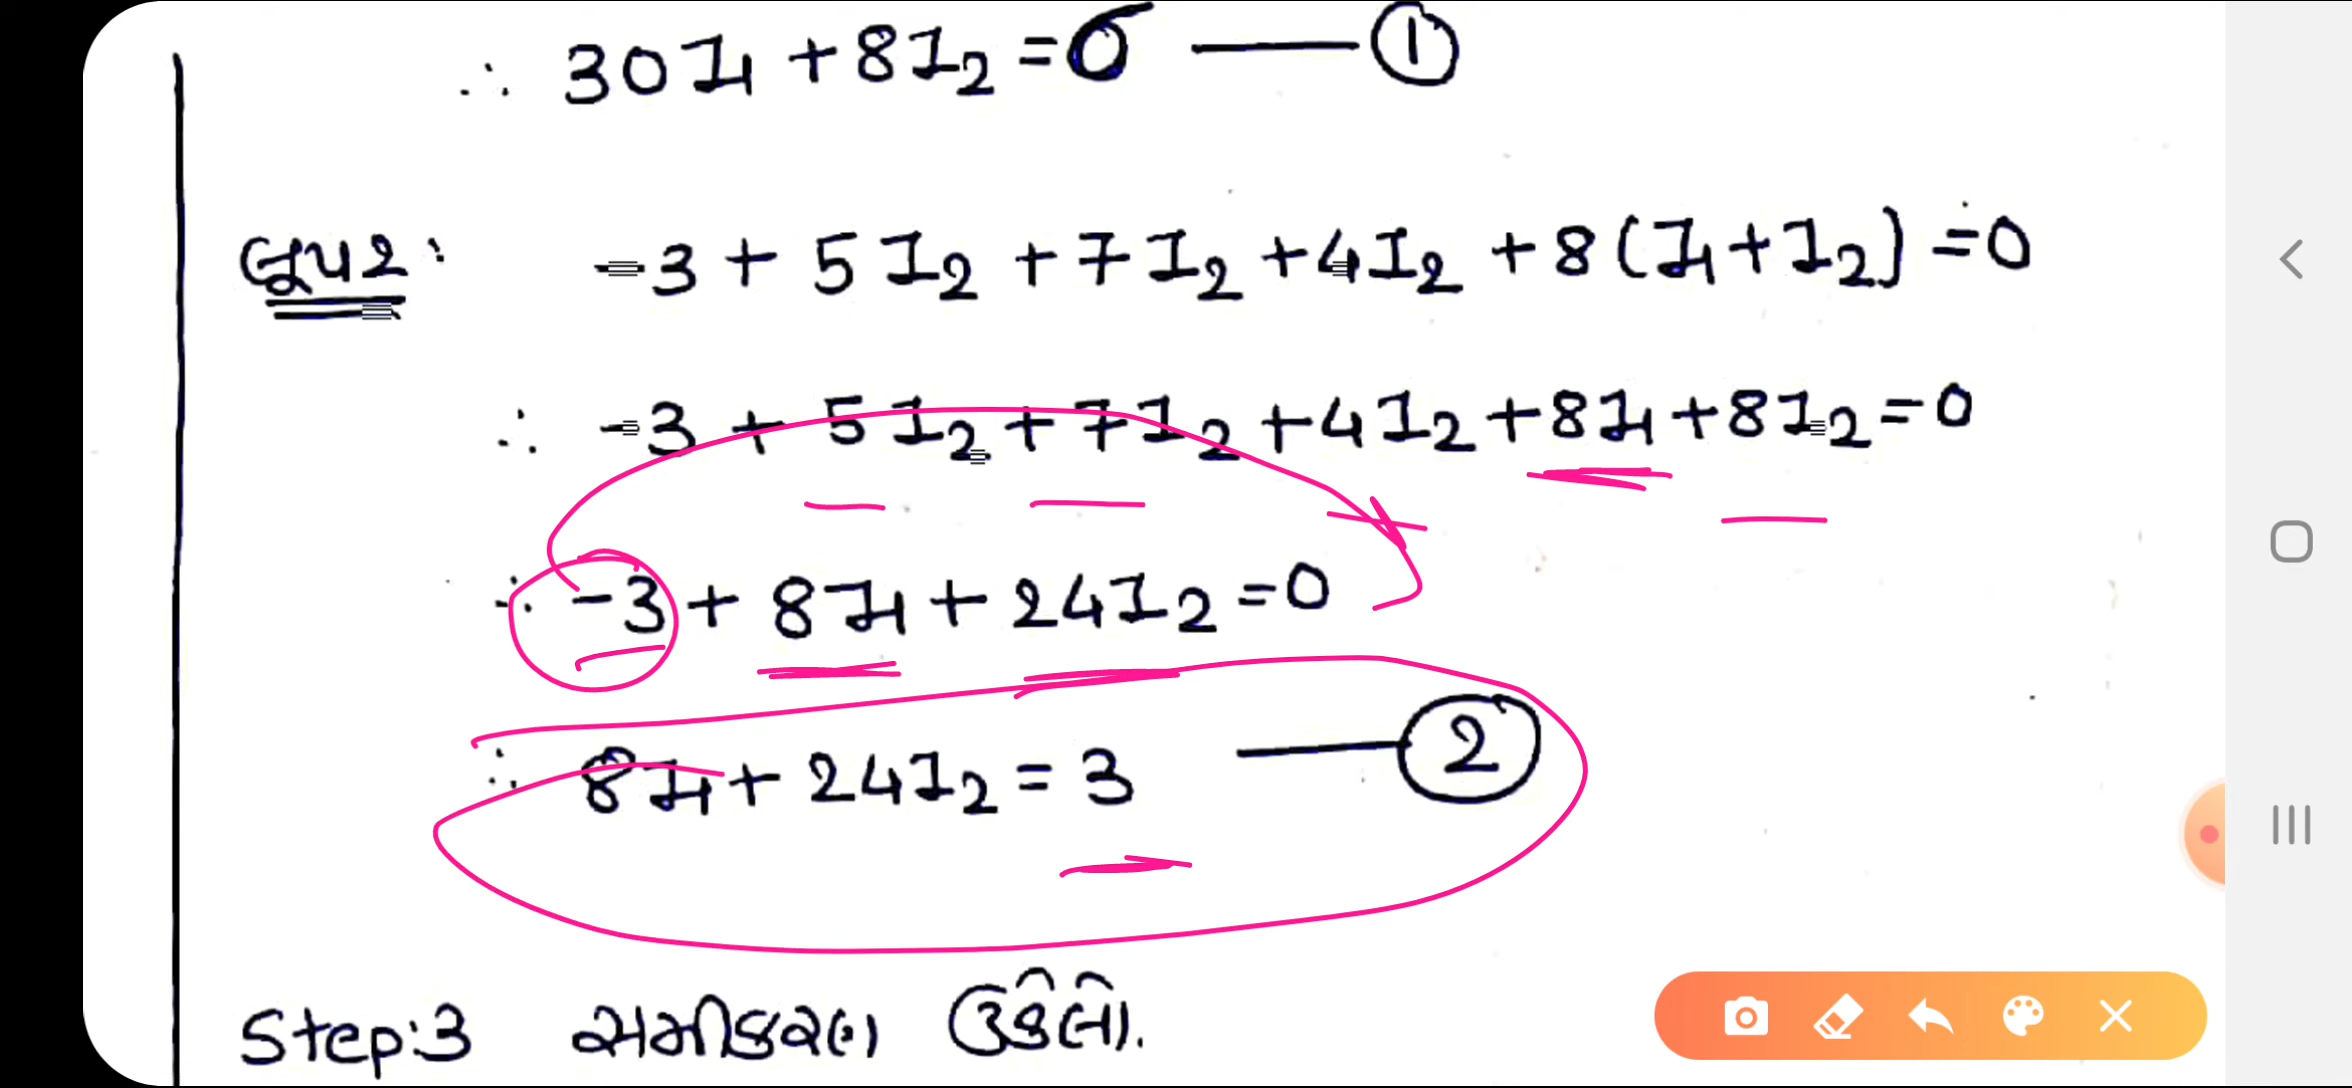 ∴ 30I1 + 8I2 = 6 — 1
લૂપ2: -3 + 5I2 + 7I2 + 4I2 + 8(I1 + I2) = 0
∴ -3 + 5I2 + 7I2 + 4I2 + 8I1 + 8I2 = 0
∴ -3 + 8I1 + 24I2 = 0
∴ 8I1 + 24I2 = 3 — 2
Step:3 સમીકરણ ઉકેલો.